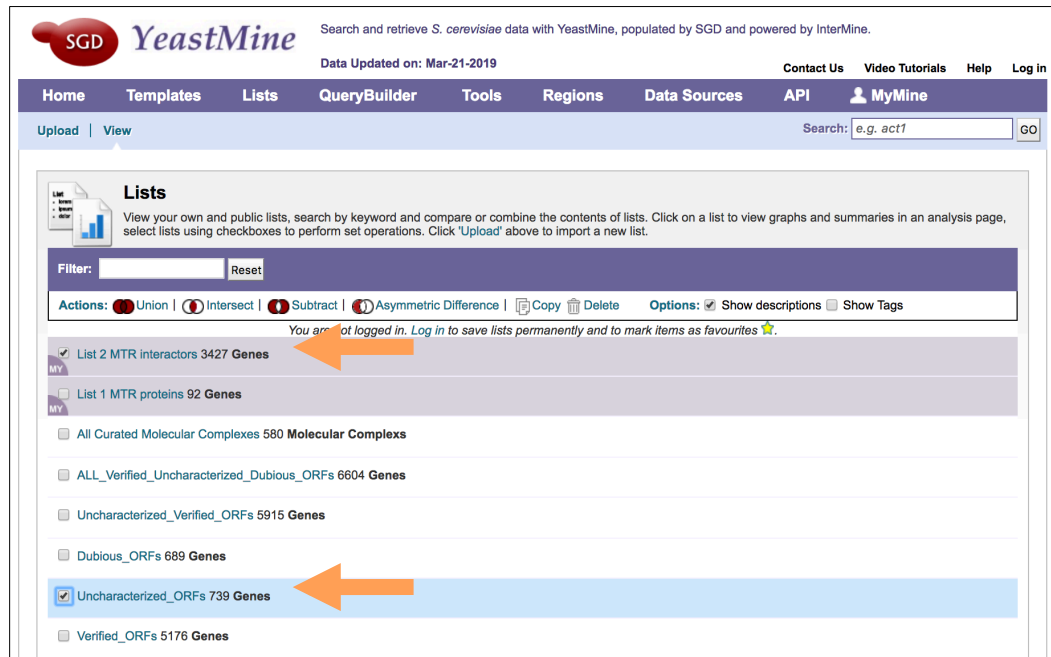 SGD
YeastMine
Search and retrieve S. cerevisiae data with YeastMine, populated by SGD and powered by InterMine.
Data Updated on: Mar-21-2019
Contact Us Video Tutorials Help Log in
Home Templates Lists QueryBuilder Tools Regions Data Sources API MyMine
Upload | View
Search: e.g. act1 GO
Lists
View your own and public lists, search by keyword and compare or combine the contents of lists. Click on a list to view graphs and summaries in an analysis page,
select lists using checkboxes to perform set operations. Click 'Upload' above to import a new list.
Filter: Reset
Actions: Union | Intersect | Subtract | Asymmetric Difference | Copy Delete Options: Show descriptions Show Tags
You are not logged in. Log in to save lists permanently and to mark items as favourites.
List 2 MTR interactors 3427 Genes
MY
List 1 MTR proteins 92 Genes
MY
All Curated Molecular Complexes 580 Molecular Complexs
ALL_Verified_Uncharacterized_Dubious_ORFs 6604 Genes
Uncharacterized_Verified_ORFs 5915 Genes
Dubious_ORFs 689 Genes
Uncharacterized_ORFs 739 Genes
Verified_ORFs 5176 Genes